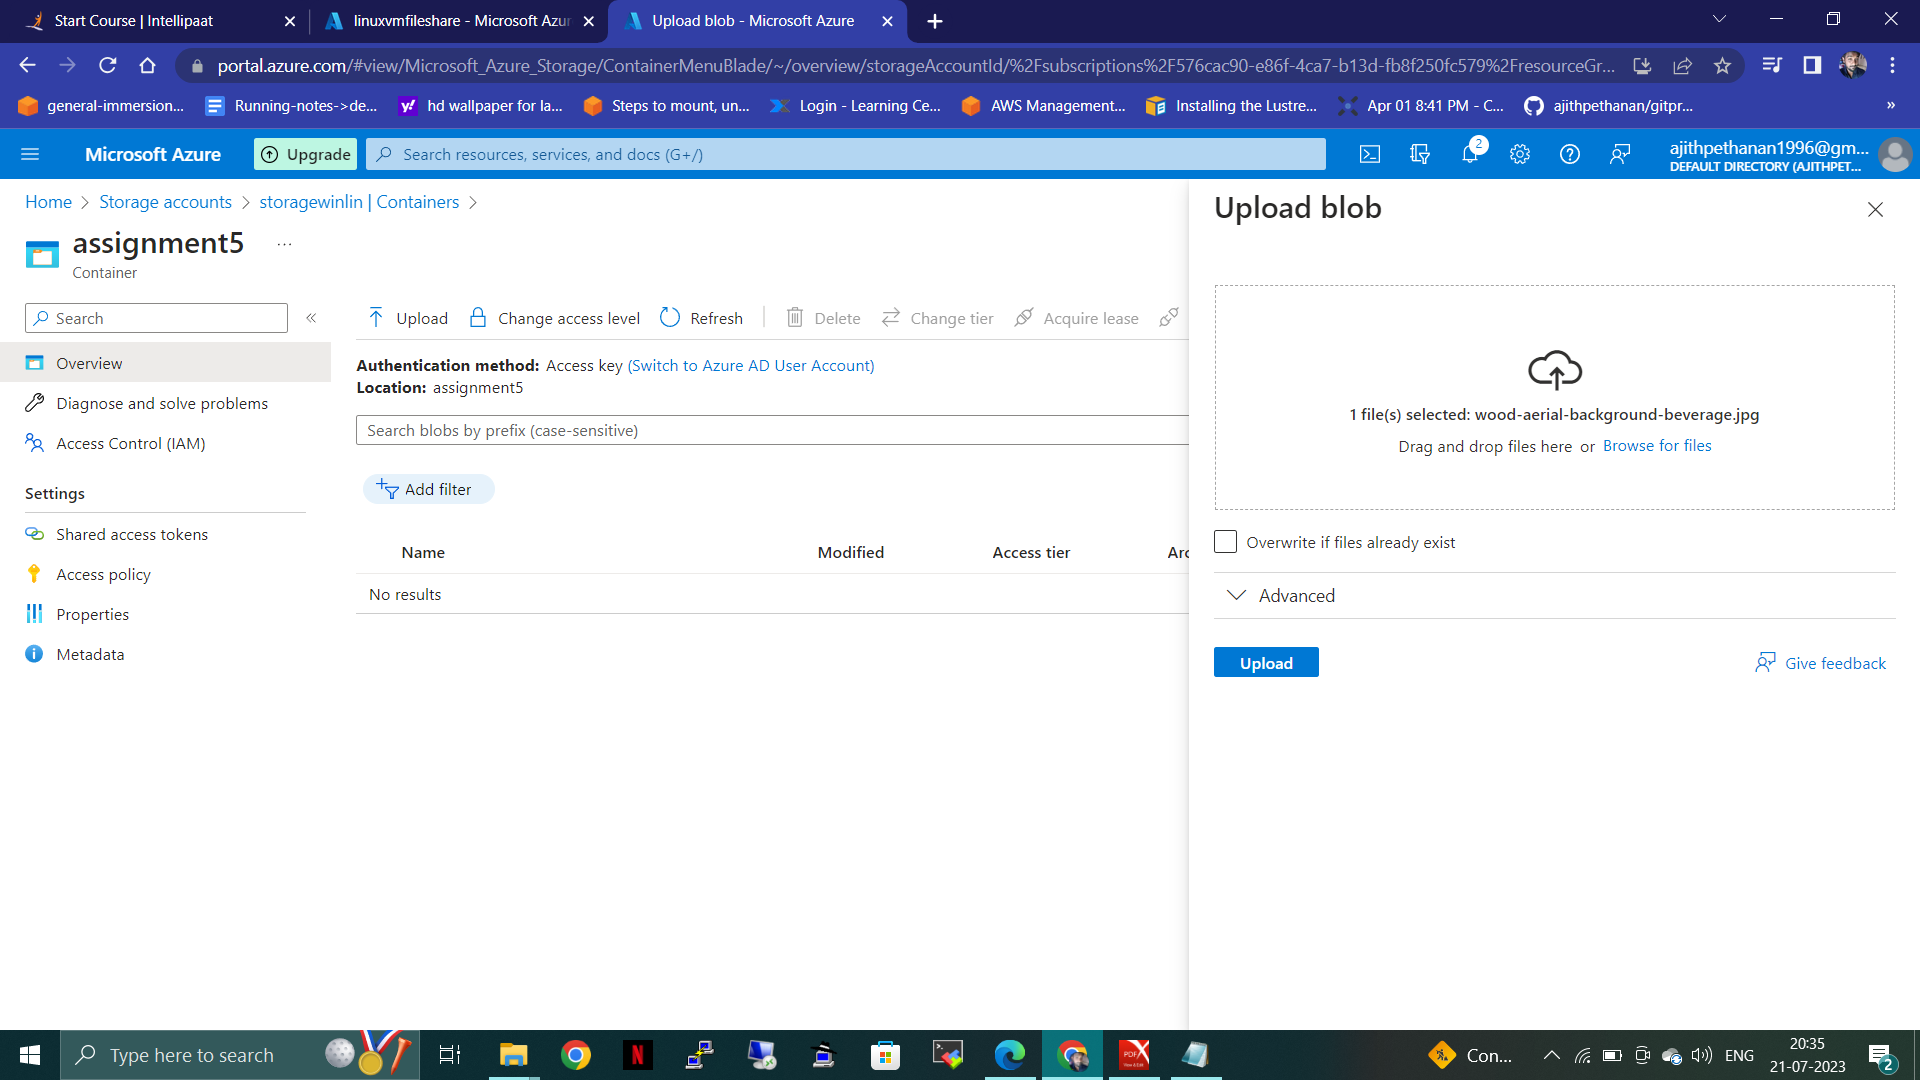 Start Course | Intellipaat
linuxvmfileshare - Microsoft Azur
Upload blob - Microsoft Azure
portal.azure.com/#view/Microsoft_Azure_Storage/ContainerMenuBlade/~/overview/storageAccountId/%2Fsubscriptions%2F576cac90-e86f-4ca7-b13d-fb8f250fc579%2FresourceGr...
general-immersion...
Running-notes->de...
hd wallpaper for la...
Steps to mount, un...
Login - Learning Ce...
AWS Management...
Installing the Lustre...
Apr 01 8:41 PM - C...
ajithpethanan/gitpr...
»
Microsoft Azure
Upgrade
Search resources, services, and docs (G+/)
2
ajithpethanan1996@gm...
DEFAULT DIRECTORY (AJITHPET...
Home > Storage accounts > storagewinlin | Containers >
assignment5
...
Container
Search
«
Overview
Diagnose and solve problems
Access Control (IAM)
Settings
Shared access tokens
Access policy
Properties
Metadata
Upload
Change access level
Refresh
Delete
Change tier
Acquire lease
Authentication method: Access key (Switch to Azure AD User Account)
Location: assignment5
Search blobs by prefix (case-sensitive)
Add filter
Name Modified Access tier Arc
No results
Upload blob
1 file(s) selected: wood-aerial-background-beverage.jpg
Drag and drop files here or Browse for files
Overwrite if files already exist
Advanced
Upload
Give feedback
Type here to search
Con...
ENG
20:35
21-07-2023
2